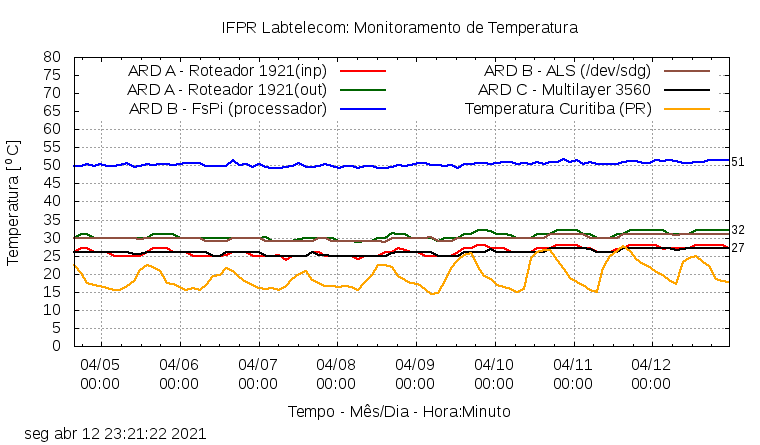 IFPR Labtelecom: Monitoramento de Temperatura
ARD A - Roteador 1921(inp)
ARD A - Roteador 1921(out)
ARD B - FsPi (processador)
ARD B - ALS (/dev/sdg)
ARD C - Multilayer 3560
Temperatura Curitiba (PR)
Temperatura [ºC]
80
75
70
65
60
55
50
45
40
35
30
25
20
15
10
5
0
51
32
27
04/05 04/06 04/07 04/08 04/09 04/10 04/11 04/12
00:00 00:00 00:00 00:00 00:00 00:00 00:00 00:00
Tempo - Mês/Dia - Hora:Minuto
seg abr 12 23:21:22 2021